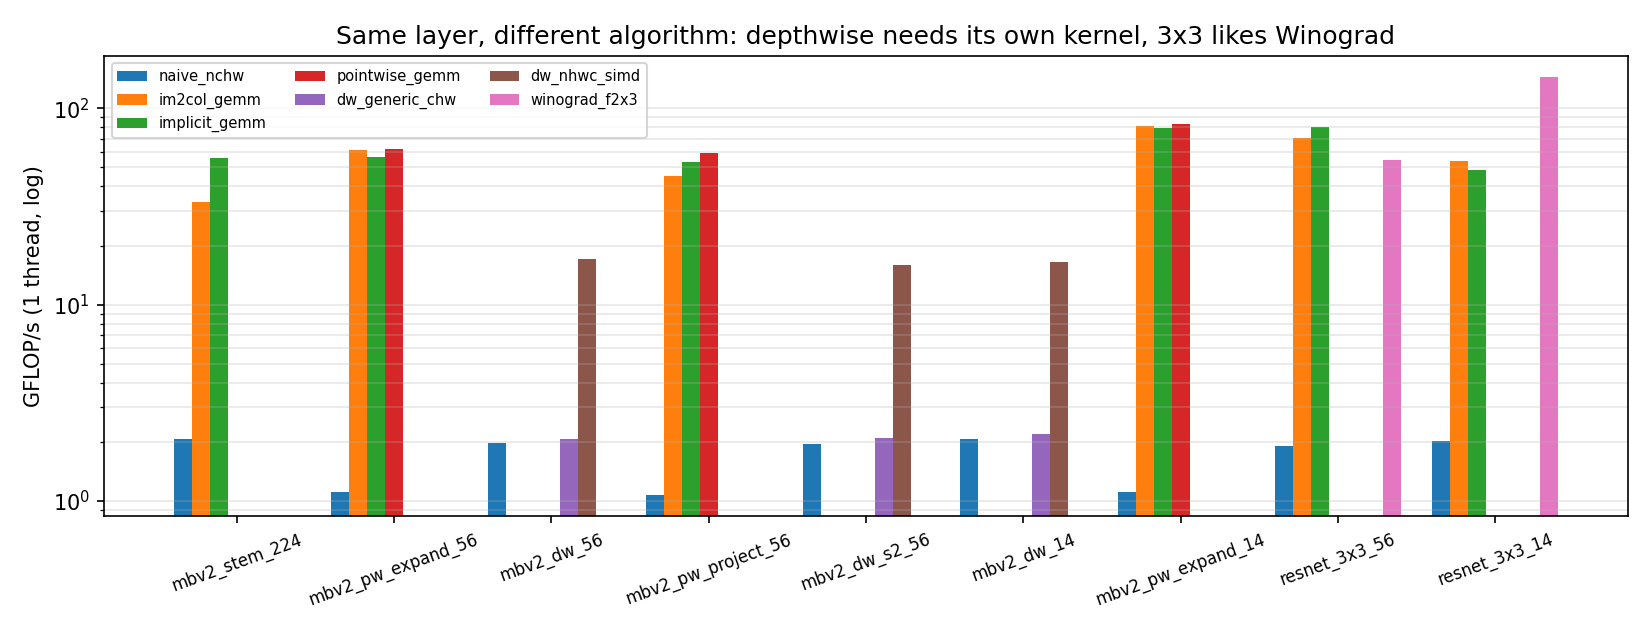 Same layer, different algorithm: depthwise needs its own kernel, 3x3 likes Winograd
naive_nchw
im2col_gemm
implicit_gemm
pointwise_gemm
dw_generic_chw
dw_nhwc_simd
winograd_f2x3
GFLOP/s (1 thread, log)
10²
10¹
10⁰
mbv2_stem_224
mbv2_pw_expand_56
mbv2_dw_56
mbv2_pw_project_56
mbv2_dw_s2_56
mbv2_dw_14
mbv2_pw_expand_14
resnet_3x3_56
resnet_3x3_14